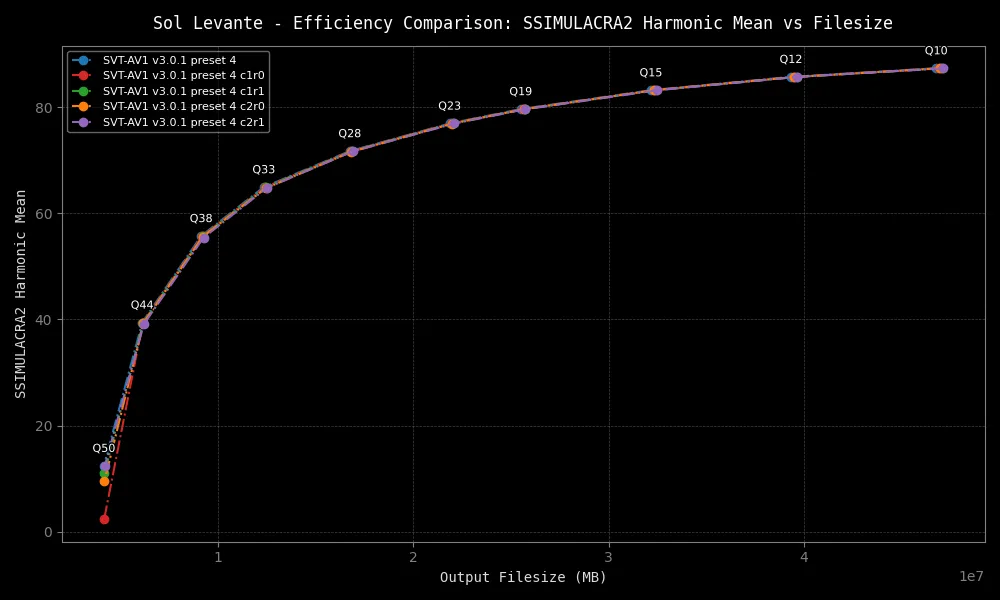 Sol Levante - Efficiency Comparison: SSIMULACRA2 Harmonic Mean vs Filesize
SVT-AV1 v3.0.1 preset 4
SVT-AV1 v3.0.1 preset 4 c1r0
SVT-AV1 v3.0.1 preset 4 c1r1
SVT-AV1 v3.0.1 preset 4 c2r0
SVT-AV1 v3.0.1 preset 4 c2r1
Q10
Q12
Q15
Q19
Q23
Q28
Q33
Q38
Q44
Q50
SSIMULACRA2 Harmonic Mean
80
60
40
20
0
1 2 3 4
1e7
Output Filesize (MB)